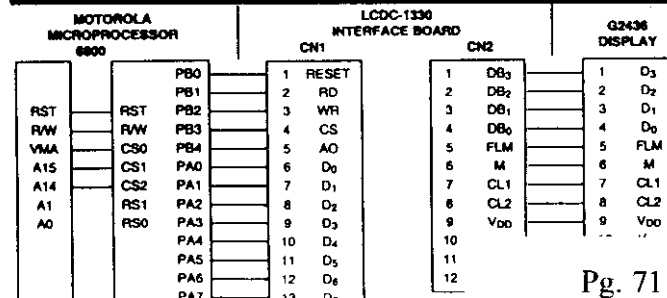 MOTOROLA MICROPROCESSOR 6800
LCDC-1330 INTERFACE BOARD
G2436 DISPLAY
CN1
CN2
PB0 1 RESET 1 DB3 1 D3
PB1 2 RD 2 DB2 2 D2
RST RST PB2 3 WR 3 DB1 3 D1
R/W R/W PB3 4 CS 4 DB0 4 D0
VMA CS0 PB4 5 AO 5 FLM 5 FLM
A15 CS1 PA0 6 D0 6 M 6 M
A14 CS2 PA1 7 D1 7 CL1 7 CL1
A1 RS1 PA2 8 D2 8 CL2 8 CL2
A0 RS0 PA3 9 D3 9 VDD 9 VDD
PA4 10 D4 10
PA5 11 D5 11
PA6 12 D6 12
PA7 13
Pg. 71